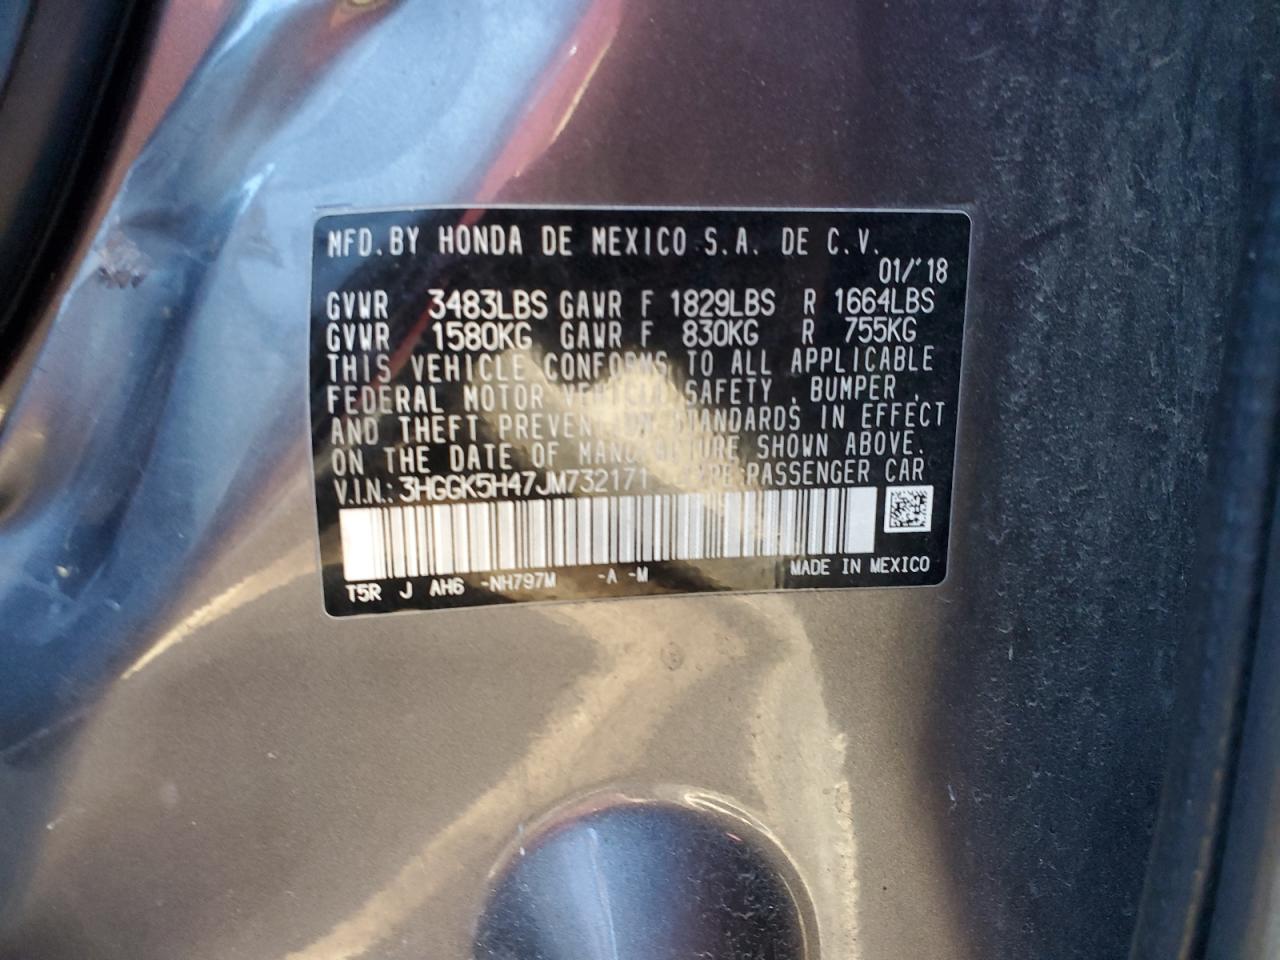 MFD. BY HONDA DE MEXICO S.A. DE C.V.
01/'18
GVWR 3483LBS GAWR F 1829LBS R 1664LBS
GVWR 1580KG GAWR F 830KG R 755KG
THIS VEHICLE CONFORMS TO ALL APPLICABLE
FEDERAL MOTOR VEHICLE SAFETY , BUMPER ,
AND THEFT PREVENTION STANDARDS IN EFFECT
ON THE DATE OF MANUFACTURE SHOWN ABOVE.
V.I.N.: 3HGGK5H47JM732171 TYPE:PASSENGER CAR
T5R J AH6 -NH797M -A -M MADE IN MEXICO